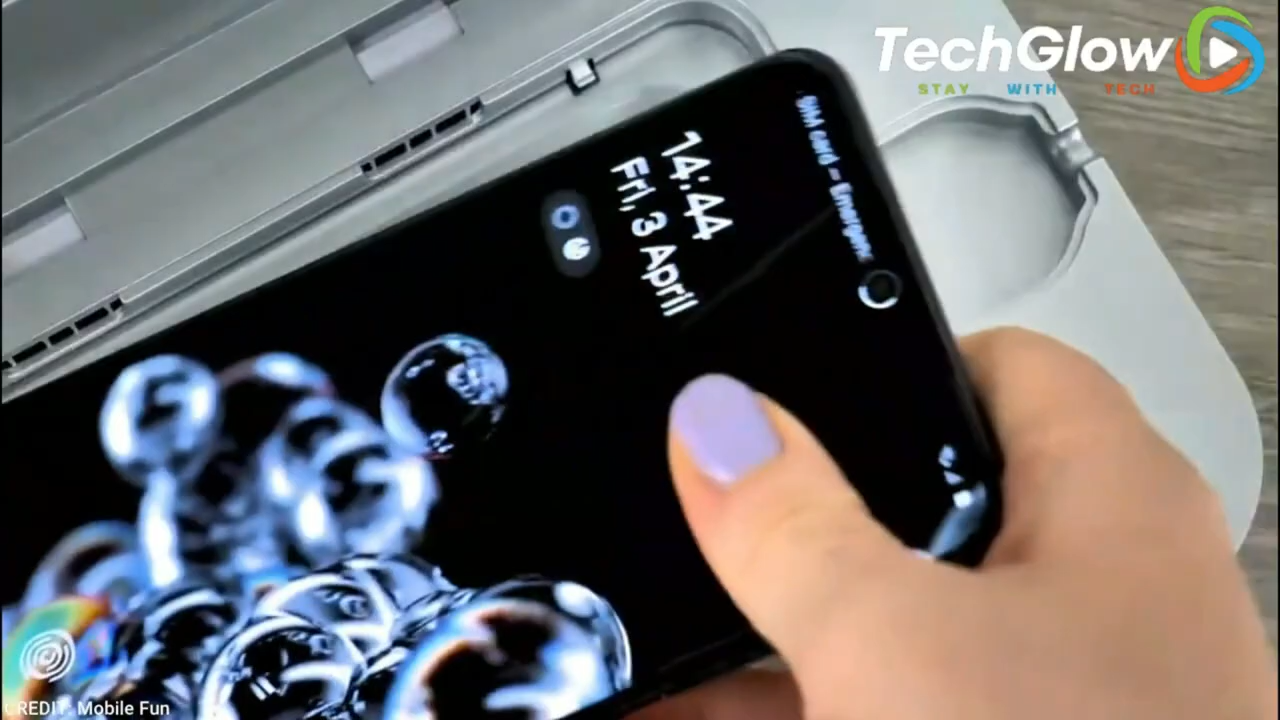 TechGlow
STAY WITH TECH
SIM card – Emergenc
14:44
Fri, 3 April
CREDIT: Mobile Fun